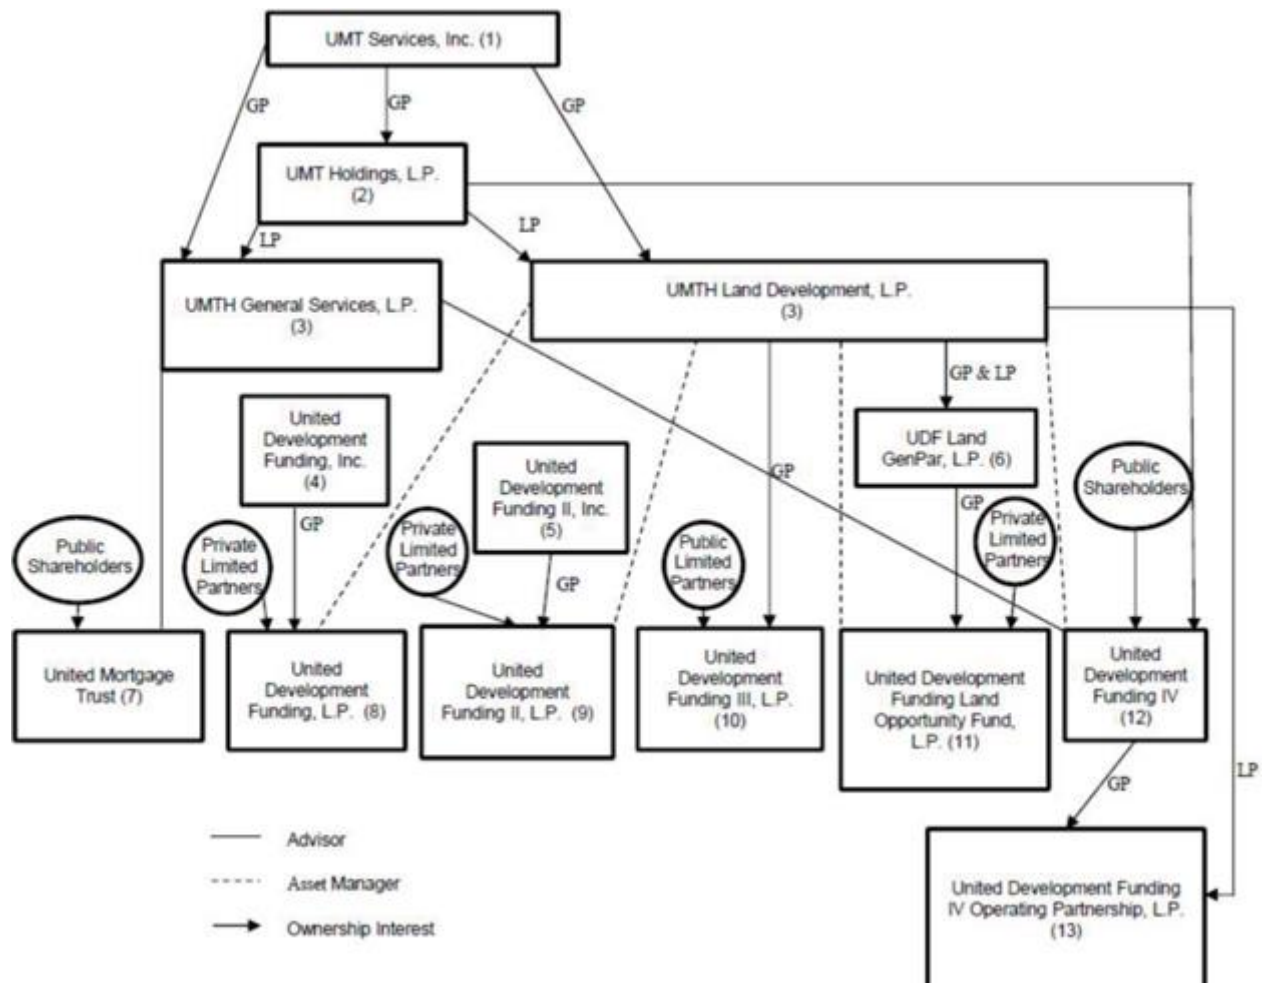 UMT Services, Inc. (1)
GP
GP
GP
UMT Holdings, L.P.
(2)
LP
LP
UMTH General Services, L.P.
(3)
UMTH Land Development, L.P.
(3)
GP & LP
United
Development
Funding, Inc.
(4)
UDF Land
GenPar, L.P. (6)
United
Development
Funding II, Inc.
(5)
Public
Shareholders
GP
GP
GP
Public
Shareholders
Private
Limited
Partners
Private
Limited
Partners
GP
Public
Limited
Partners
Private
Limited
Partners
United Mortgage
Trust (7)
United
Development
Funding, L.P. (8)
United
Development
Funding II, L.P. (9)
United
Development
Funding III, L.P.
(10)
United Development
Funding Land
Opportunity Fund,
L.P. (11)
United
Development
Funding IV
(12)
GP
LP
Advisor
Asset Manager
Ownership Interest
United Development Funding
IV Operating Partnership, L.P.
(13)